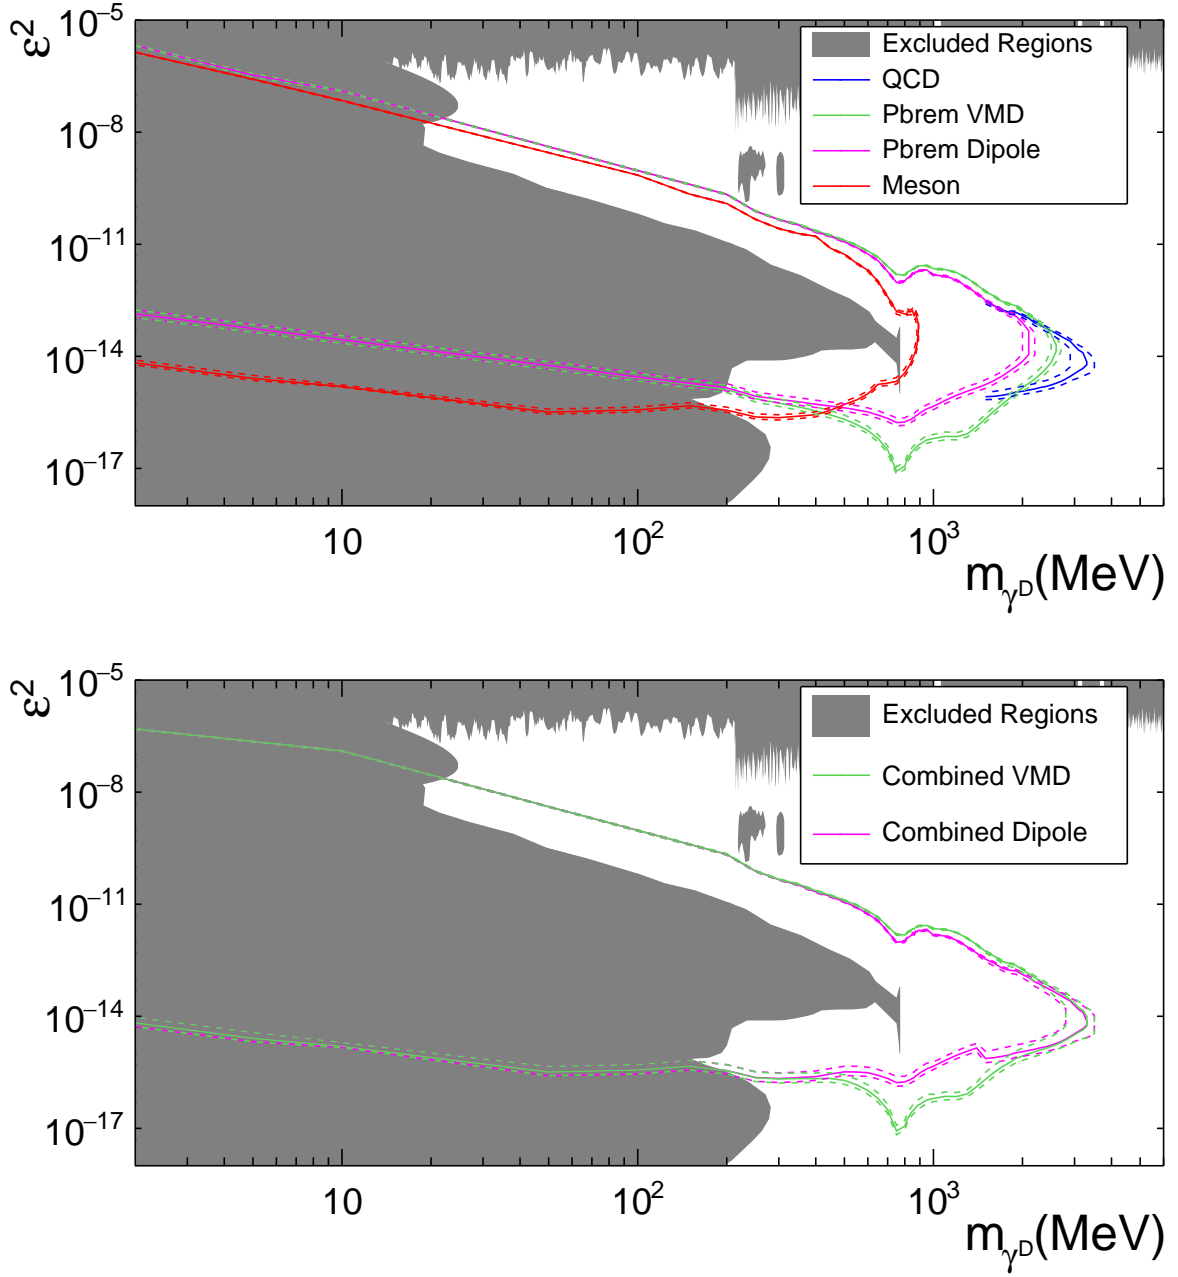 ε²
10⁻⁵
10⁻⁸
10⁻¹¹
10⁻¹⁴
10⁻¹⁷
Excluded Regions
QCD
Pbrem VMD
Pbrem Dipole
Meson
10 10² 10³
m_γᴰ(MeV)
ε²
10⁻⁵
10⁻⁸
10⁻¹¹
10⁻¹⁴
10⁻¹⁷
Excluded Regions
Combined VMD
Combined Dipole
10 10² 10³
m_γᴰ(MeV)